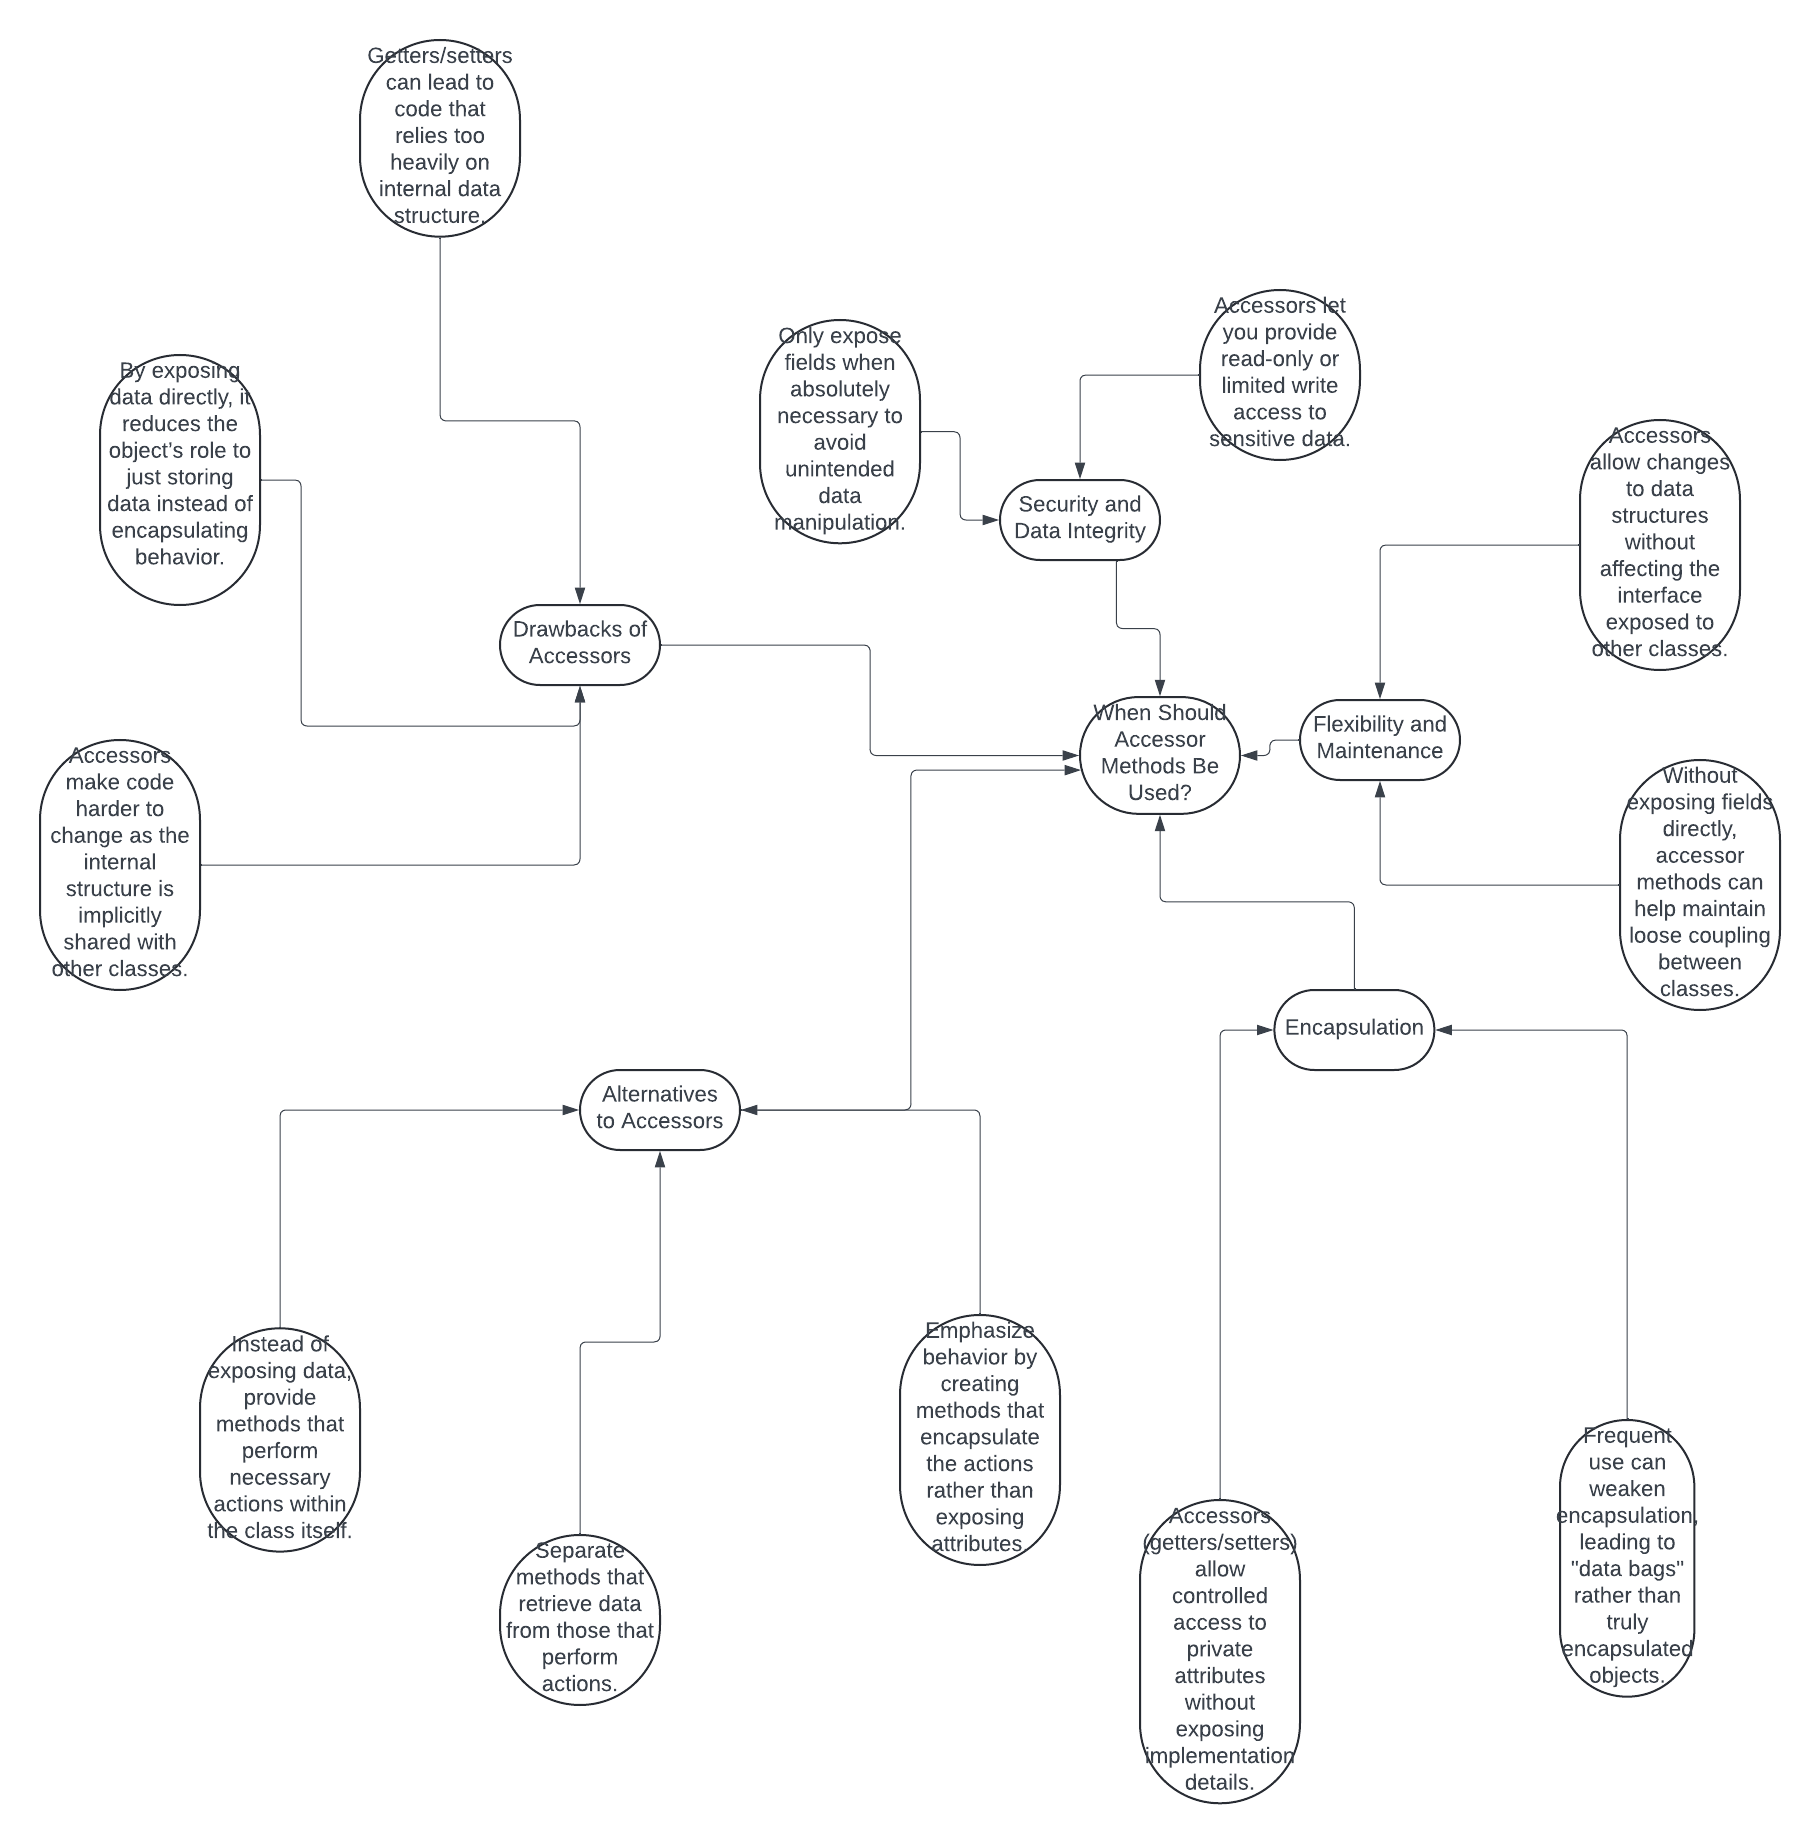 Getters/setters
can lead to
code that
relies too
heavily on
internal data
structure.
Accessors let
you provide
read-only or
limited write
access to
sensitive data.
Only expose
fields when
absolutely
necessary to
avoid
unintended
data
manipulation.
By exposing
data directly, it
reduces the
object's role to
just storing
data instead of
encapsulating
behavior.
Accessors
allow changes
to data
structures
without
affecting the
interface
exposed to
other classes.
Security and
Data Integrity
Drawbacks of
Accessors
When Should
Accessor
Methods Be
Used?
Flexibility and
Maintenance
Accessors
make code
harder to
change as the
internal
structure is
implicitly
shared with
other classes.
Without
exposing fields
directly,
accessor
methods can
help maintain
loose coupling
between
classes.
Encapsulation
Alternatives
to Accessors
Instead of
exposing data,
provide
methods that
perform
necessary
actions within
the class itself.
Emphasize
behavior by
creating
methods that
encapsulate
the actions
rather than
exposing
attributes.
Separate
methods that
retrieve data
from those that
perform
actions.
Accessors
(getters/setters)
allow
controlled
access to
private
attributes
without
exposing
implementation
details.
Frequent
use can
weaken
encapsulation,
leading to
"data bags"
rather than
truly
encapsulated
objects.